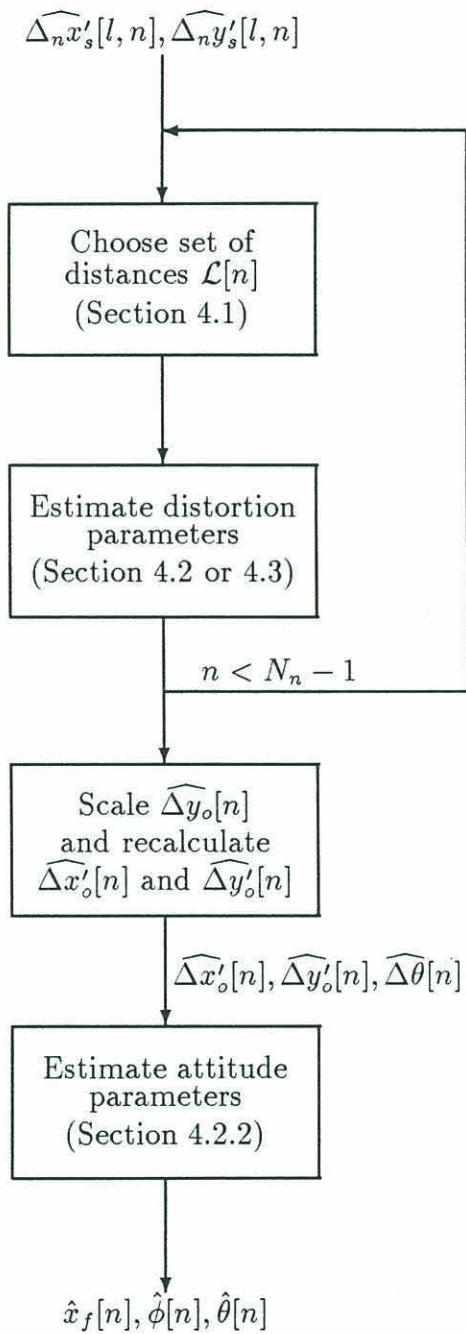 $\widehat{\Delta_n x'_s}[l,n], \widehat{\Delta_n y'_s}[l,n]$
Choose set of
distances $\mathcal{L}[n]$
(Section 4.1)
Estimate distortion
parameters
(Section 4.2 or 4.3)
$n < N_n - 1$
Scale $\widehat{\Delta y_o}[n]$
and recalculate
$\widehat{\Delta x'_o}[n]$ and $\widehat{\Delta y'_o}[n]$
$\widehat{\Delta x'_o}[n], \widehat{\Delta y'_o}[n], \widehat{\Delta \theta}[n]$
Estimate attitude
parameters
(Section 4.2.2)
$\hat{x}_f[n], \hat{\phi}[n], \hat{\theta}[n]$